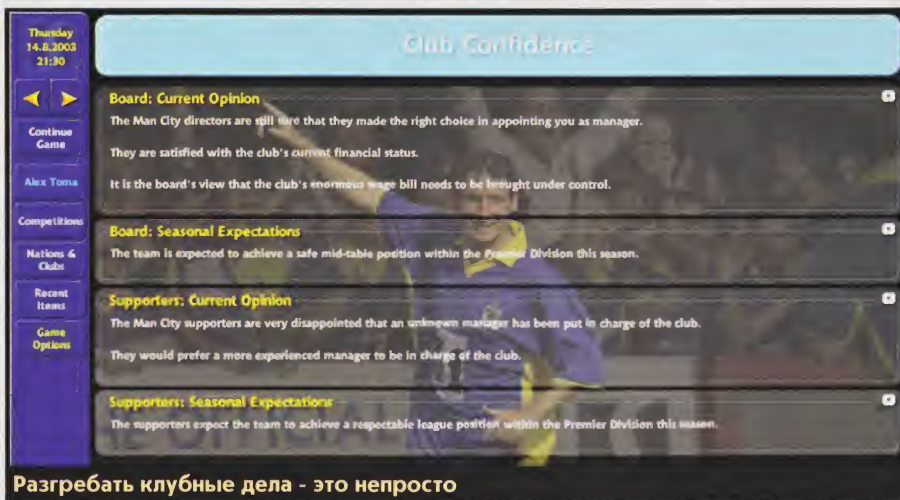 Thursday
14.8.2003
21:30
Continue
Game
Alex Toma
Competitions
Nations &
Clubs
Recent
Items
Game
Options
Club Confidence
Board: Current Opinion
The Man City directors are still sure that they made the right choice in appointing you as manager.
They are satisfied with the club's current financial status.
It is the board's view that the club's enormous wage bill needs to be brought under control.
Board: Seasonal Expectations
The team is expected to achieve a safe mid-table position within the Premier Division this season.
Supporters: Current Opinion
The Man City supporters are very disappointed that an unknown manager has been put in charge of the club.
They would prefer a more experienced manager to be in charge of the club.
Supporters: Seasonal Expectations
The supporters expect the team to achieve a respectable league position within the Premier Division this season.
Разгребать клубные дела - это непросто